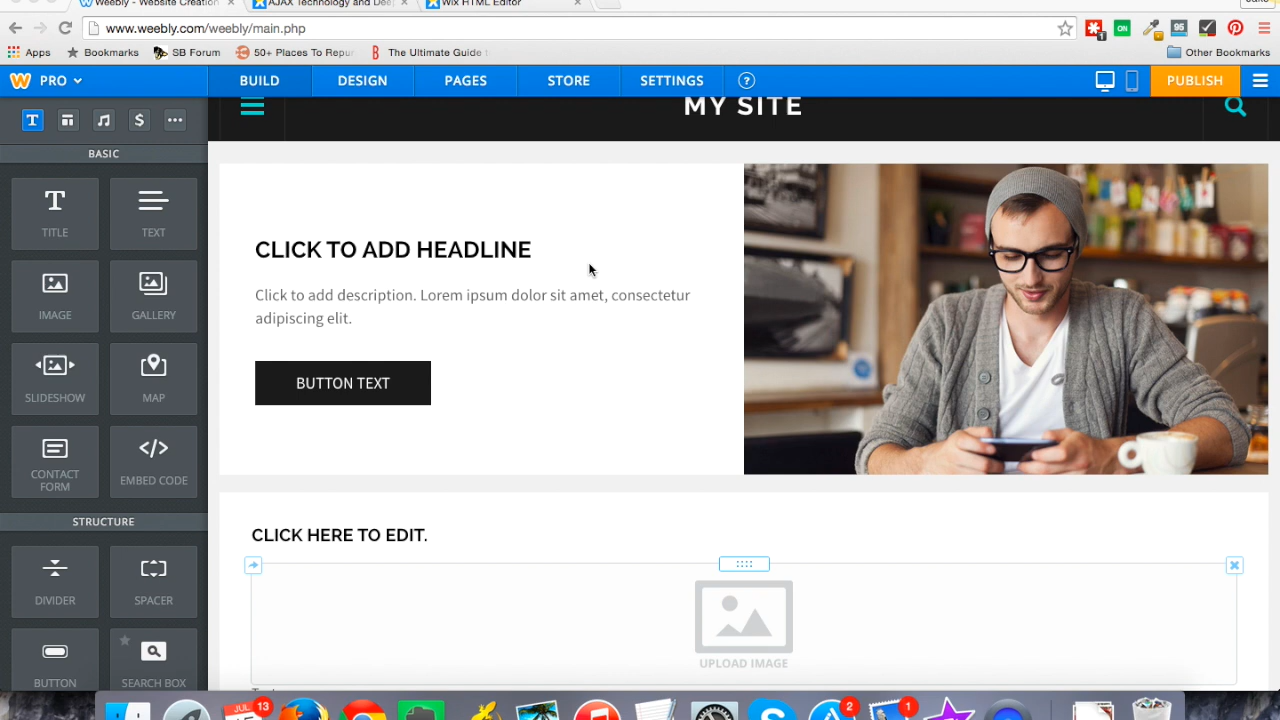 Weebly - Website Creation
AJAX Technology and Dee
Wix HTML Editor
www.weebly.com/weebly/main.php
1
ON
95
Apps
Bookmarks
SB Forum
50+ Places To Repur
The Ultimate Guide t
Other Bookmarks
PRO
BUILD
DESIGN
PAGES
STORE
SETTINGS
?
PUBLISH
MY SITE
T
$
BASIC
T
TITLE
TEXT
IMAGE
GALLERY
SLIDESHOW
MAP
CONTACT
FORM
</>
EMBED CODE
STRUCTURE
DIVIDER
SPACER
BUTTON
SEARCH BOX
CLICK TO ADD HEADLINE
Click to add description. Lorem ipsum dolor sit amet, consectetur
adipiscing elit.
BUTTON TEXT
CLICK HERE TO EDIT.
UPLOAD IMAGE
JUL
13
2
1